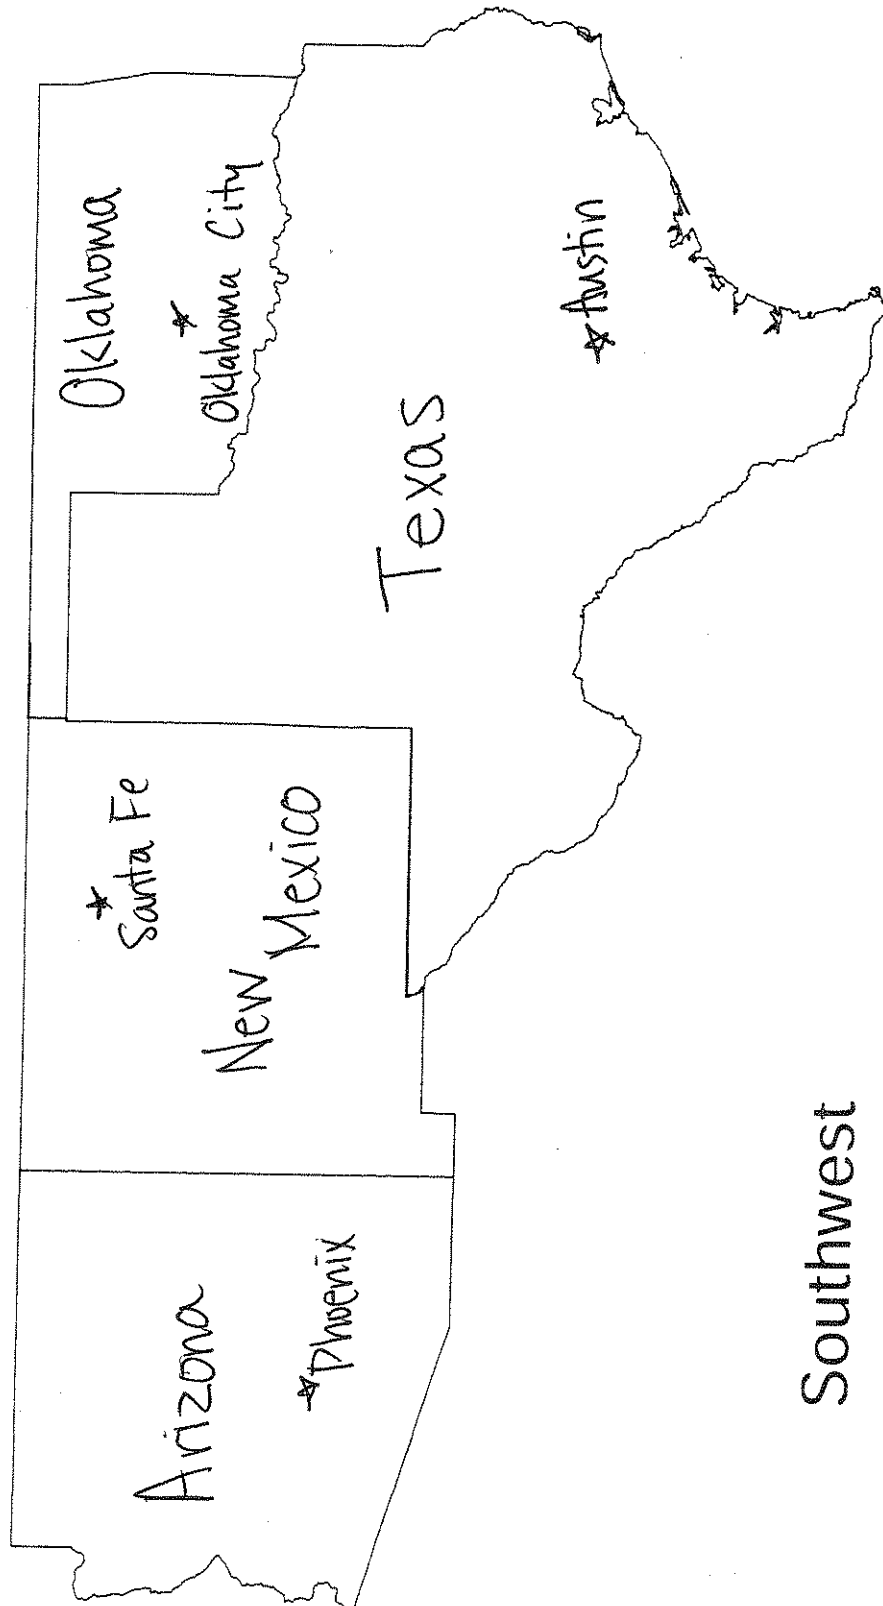 Arizona
Phoenix
New
Mexico
Santa Fe
Oklahoma
Oklahoma City
Texas
Austin
Southwest